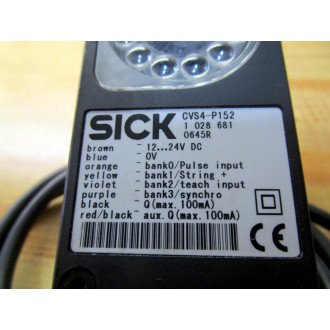 SICK
CVS4-P152
1 028 681
0645R
brown - 12...24V DC
blue - 0V
orange - bank0/Pulse input
yellow - bank1/String +
violet - bank2/teach input
purple - bank3/synchro
black - Q(max.100mA)
red/black- aux.Q(max.100mA)
CE